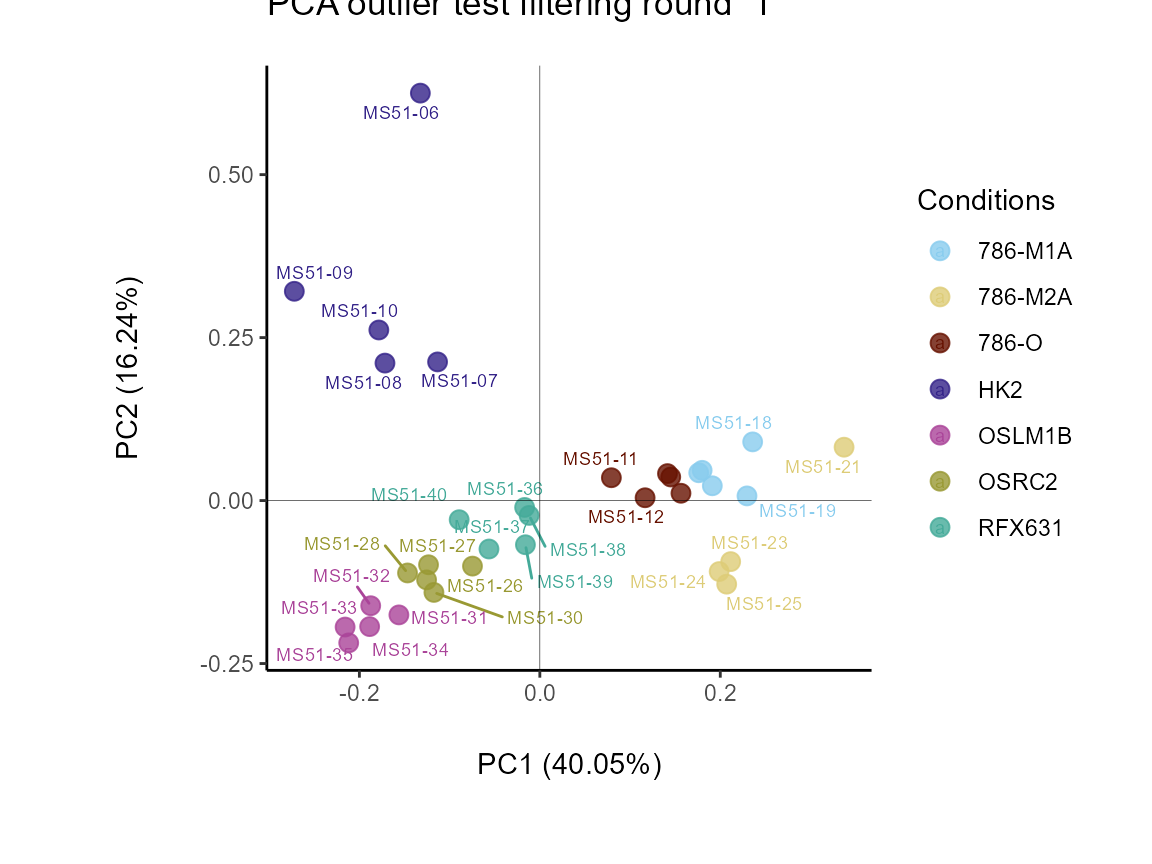 PCA outlier test filtering round 1
MS51-06
0.50
MS51-09
MS51-10
0.25
MS51-08
MS51-07
PC2 (16.24%)
MS51-18
MS51-11
MS51-21
MS51-40
MS51-36
0.00
MS51-12
MS51-19
MS51-37
MS51-28
MS51-27
MS51-38
MS51-23
MS51-32
MS51-26
MS51-39
MS51-24
MS51-33
MS51-31
MS51-30
MS51-25
MS51-35
MS51-34
-0.25
-0.2
0.0
0.2
PC1 (40.05%)
Conditions
a 786-M1A
a 786-M2A
a 786-O
a HK2
a OSLM1B
a OSRC2
a RFX631